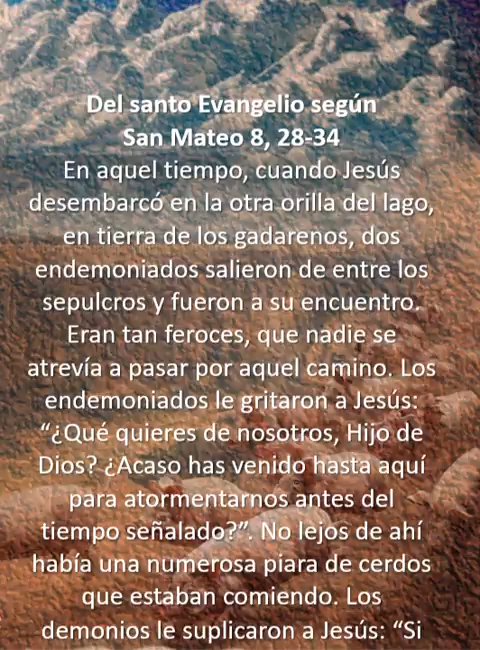 Del santo Evangelio según
San Mateo 8, 28-34
En aquel tiempo, cuando Jesús
desembarcó en la otra orilla del lago,
en tierra de los gadarenos, dos
endemoniados salieron de entre los
sepulcros y fueron a su encuentro.
Eran tan feroces, que nadie se
atrevía a pasar por aquel camino. Los
endemoniados le gritaron a Jesús:
“¿Qué quieres de nosotros, Hijo de
Dios? ¿Acaso has venido hasta aquí
para atormentarnos antes del
tiempo señalado?”. No lejos de ahí
había una numerosa piara de cerdos
que estaban comiendo. Los
demonios le suplicaron a Jesús: “Si